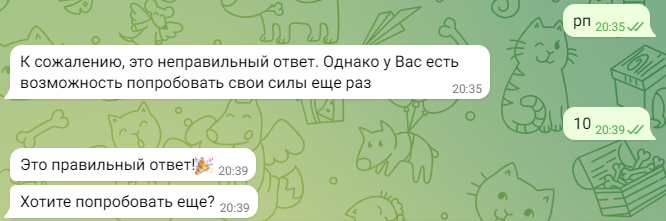 рп 20:35
К сожалению, это неправильный ответ. Однако у Вас есть
возможность попробовать свои силы еще раз 20:35
10 20:39
Это правильный ответ!🎉 20:39
Хотите попробовать еще? 20:39